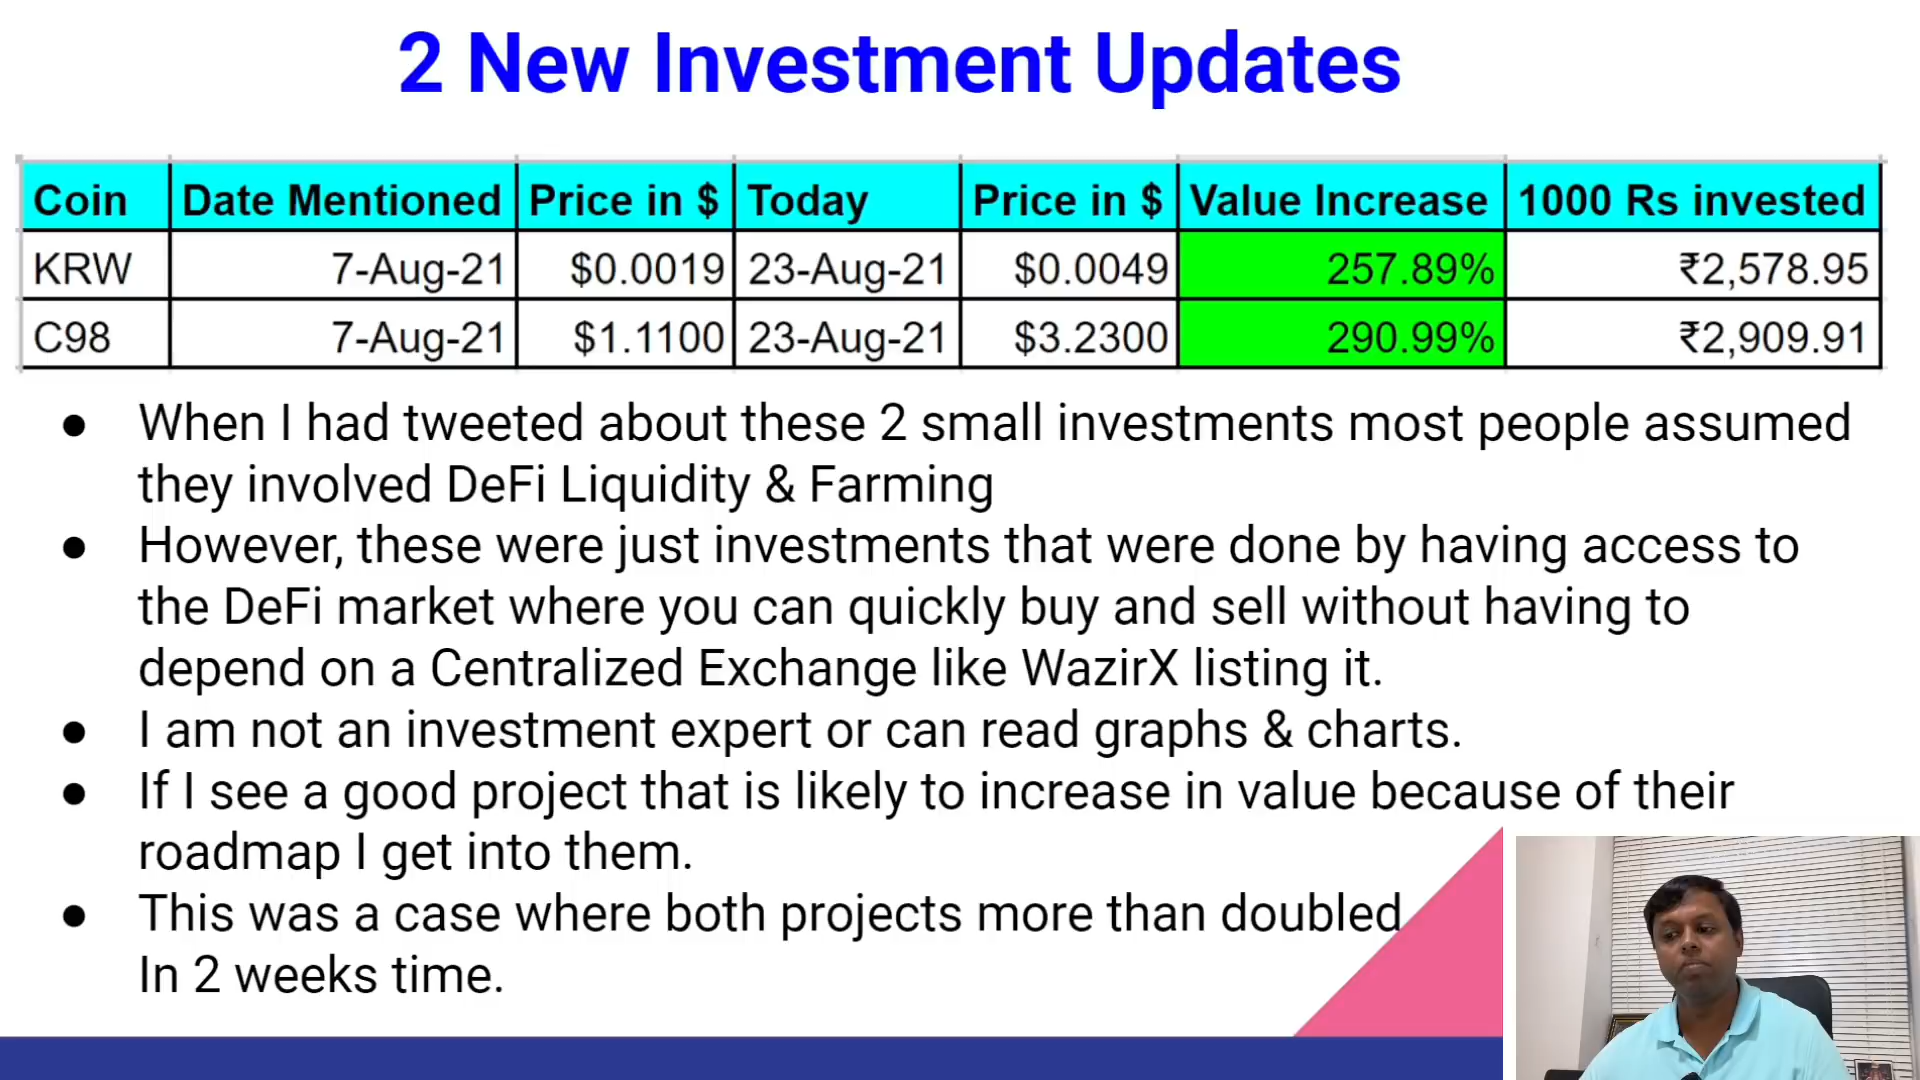 2 New Investment Updates
Coin Date Mentioned Price in $ Today Price in $ Value Increase 1000 Rs invested
KRW 7-Aug-21 $0.0019 23-Aug-21 $0.0049 257.89% ₹2,578.95
C98 7-Aug-21 $1.1100 23-Aug-21 $3.2300 290.99% ₹2,909.91
● When I had tweeted about these 2 small investments most people assumed
they involved DeFi Liquidity & Farming
● However, these were just investments that were done by having access to
the DeFi market where you can quickly buy and sell without having to
depend on a Centralized Exchange like WazirX listing it.
● I am not an investment expert or can read graphs & charts.
● If I see a good project that is likely to increase in value because of their
roadmap I get into them.
● This was a case where both projects more than doubled
In 2 weeks time.